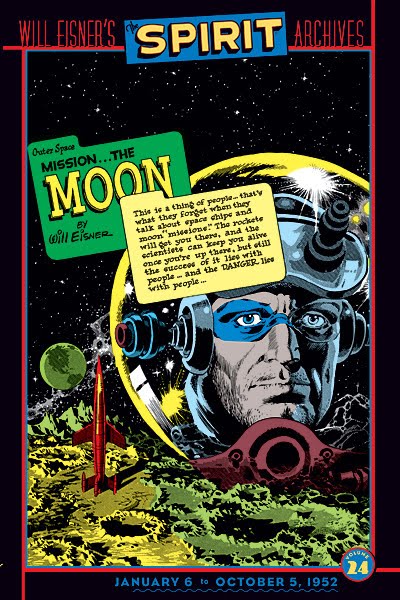 WILL EISNER'S The SPIRIT ARCHIVES
Outer Space
MISSION...THE
MOON
BY
Will Eisner
This is a thing of people... that's
what they forget when they
talk about space ships and
moon "missions." The rockets
will get you there, and the
scientists can keep you alive
once you're up there, but still
the success of it lies with
people... and the DANGER lies
with people...
VOLUME
24
JANUARY 6 to OCTOBER 5, 1952